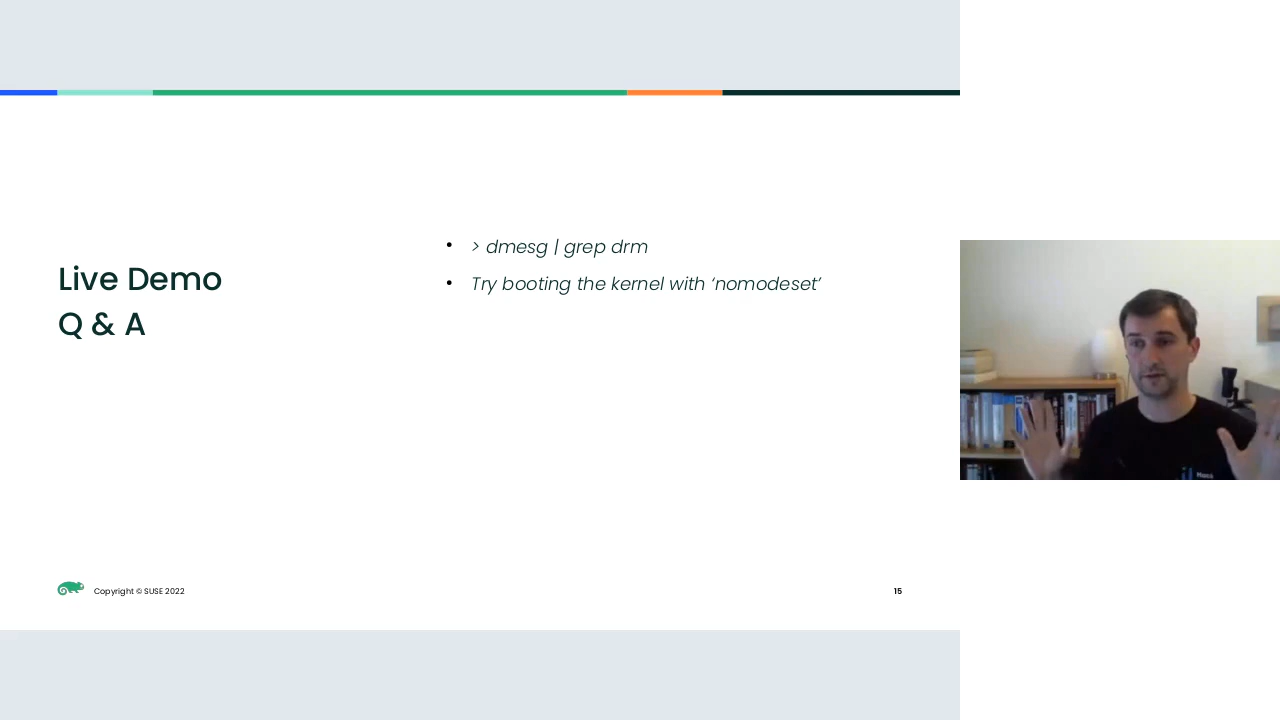 Live Demo
Q & A
• > dmesg | grep drm
• Try booting the kernel with ‘nomodeset’
Copyright © SUSE 2022
15